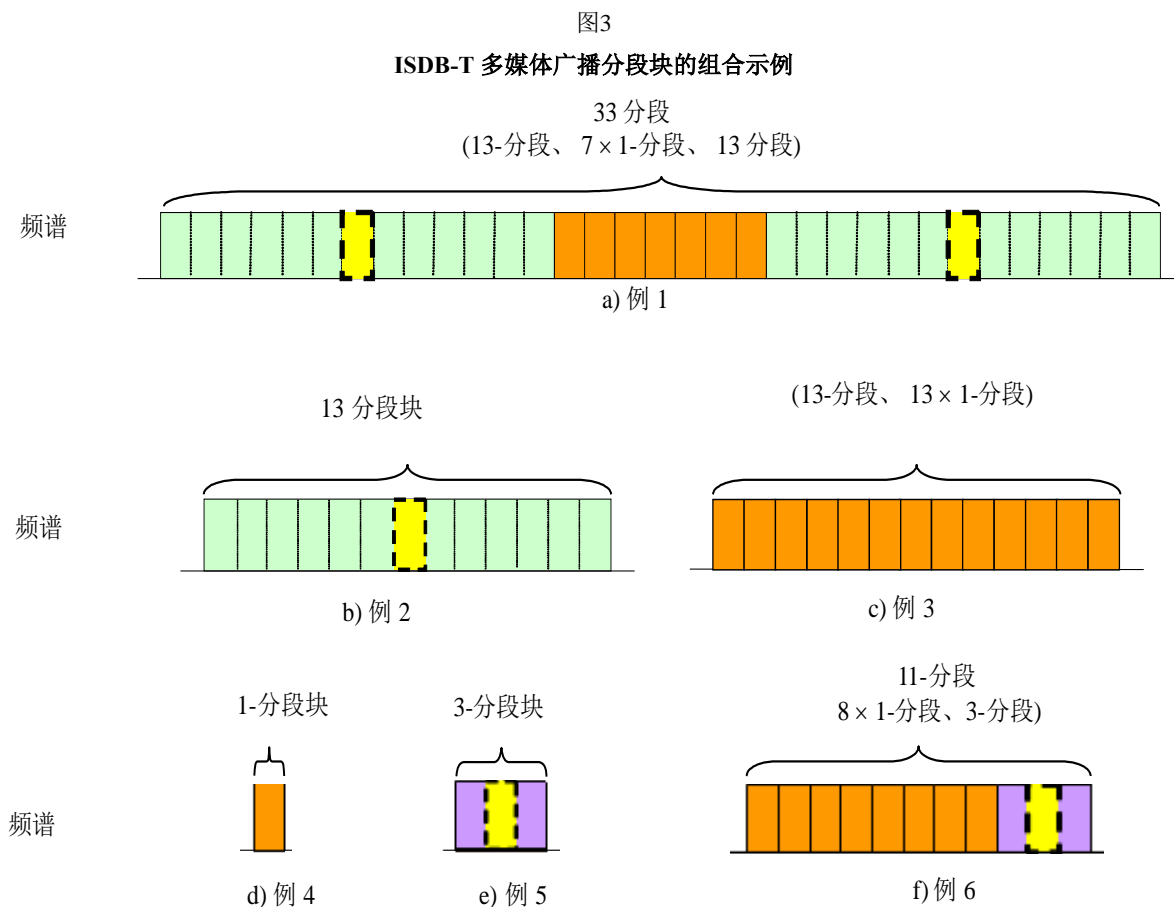 图3
ISDB-T 多媒体广播分段块的组合示例
33 分段
(13-分段、 7 × 1-分段、 13 分段)
频谱
a) 例 1
13 分段块
(13-分段、 13 × 1-分段)
频谱
b) 例 2
c) 例 3
1-分段块
3-分段块
11-分段
8 × 1-分段、3-分段)
频谱
d) 例 4
e) 例 5
f) 例 6